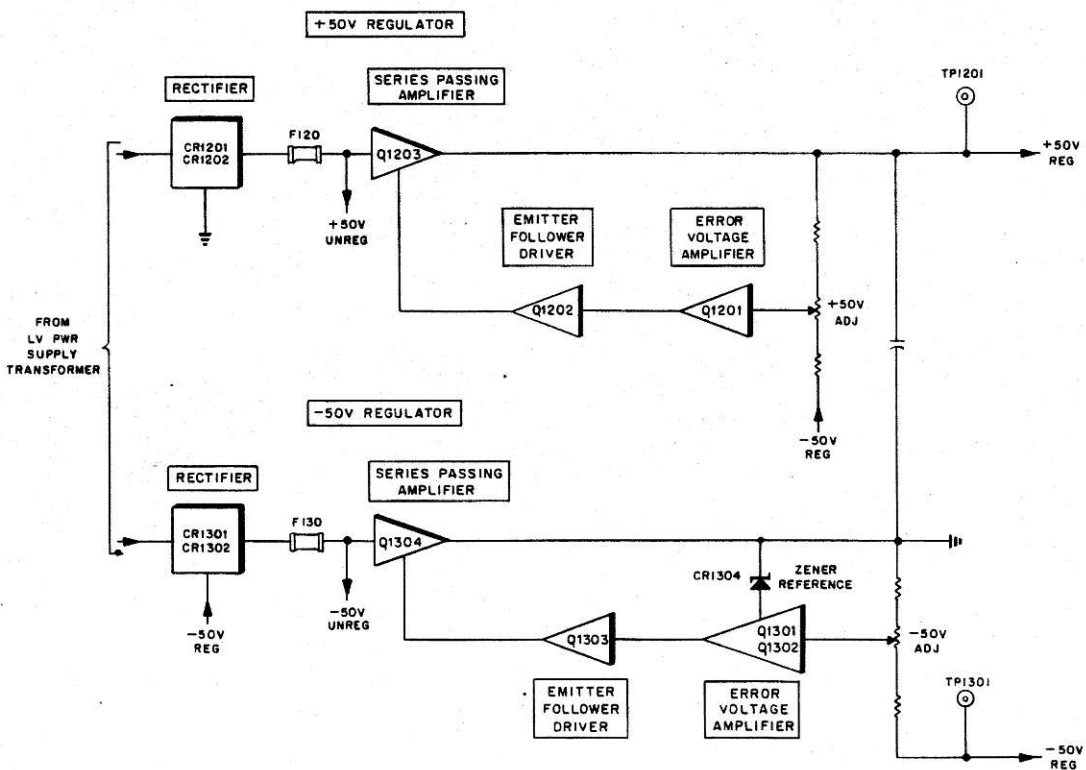 +50V REGULATOR
SERIES PASSING
AMPLIFIER
TP1201
RECTIFIER
F120
CR1201
CR1202
Q1203
+50V
REG
+50V
UNREG
EMITTER
FOLLOWER
DRIVER
ERROR
VOLTAGE
AMPLIFIER
Q1202
Q1201
+50V
ADJ
FROM
LV PWR
SUPPLY
TRANSFORMER
-50V REGULATOR
-50V
REG
RECTIFIER
SERIES PASSING
AMPLIFIER
F130
CR1301
CR1302
Q1304
CR1304
ZENER
REFERENCE
-50V
UNREG
-50V
REG
Q1303
Q1301
Q1302
-50V
ADJ
TP1301
EMITTER
FOLLOWER
DRIVER
ERROR
VOLTAGE
AMPLIFIER
-50V
REG